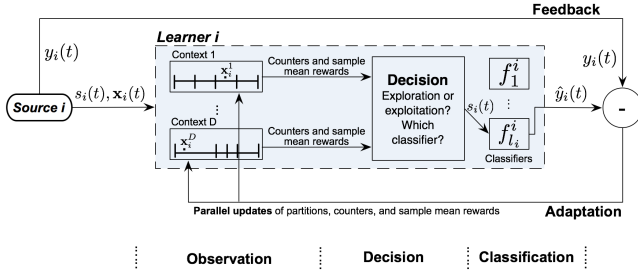 Feedback
y_i(t)
Learner i
Context 1
x_i^1
Counters and sample
mean rewards
Decision
Exploration or
exploitation?
Which
classifier?
f_1^i
y_i(t)
Source i
s_i(t), x_i(t)
⋮
s_i(t)
⋮
ŷ_i(t)
-
Context D
x_i^D
Counters and sample
mean rewards
f_{l_i}^i
Classifiers
Parallel updates of partitions, counters, and sample mean rewards
Adaptation
Observation
Decision
Classification